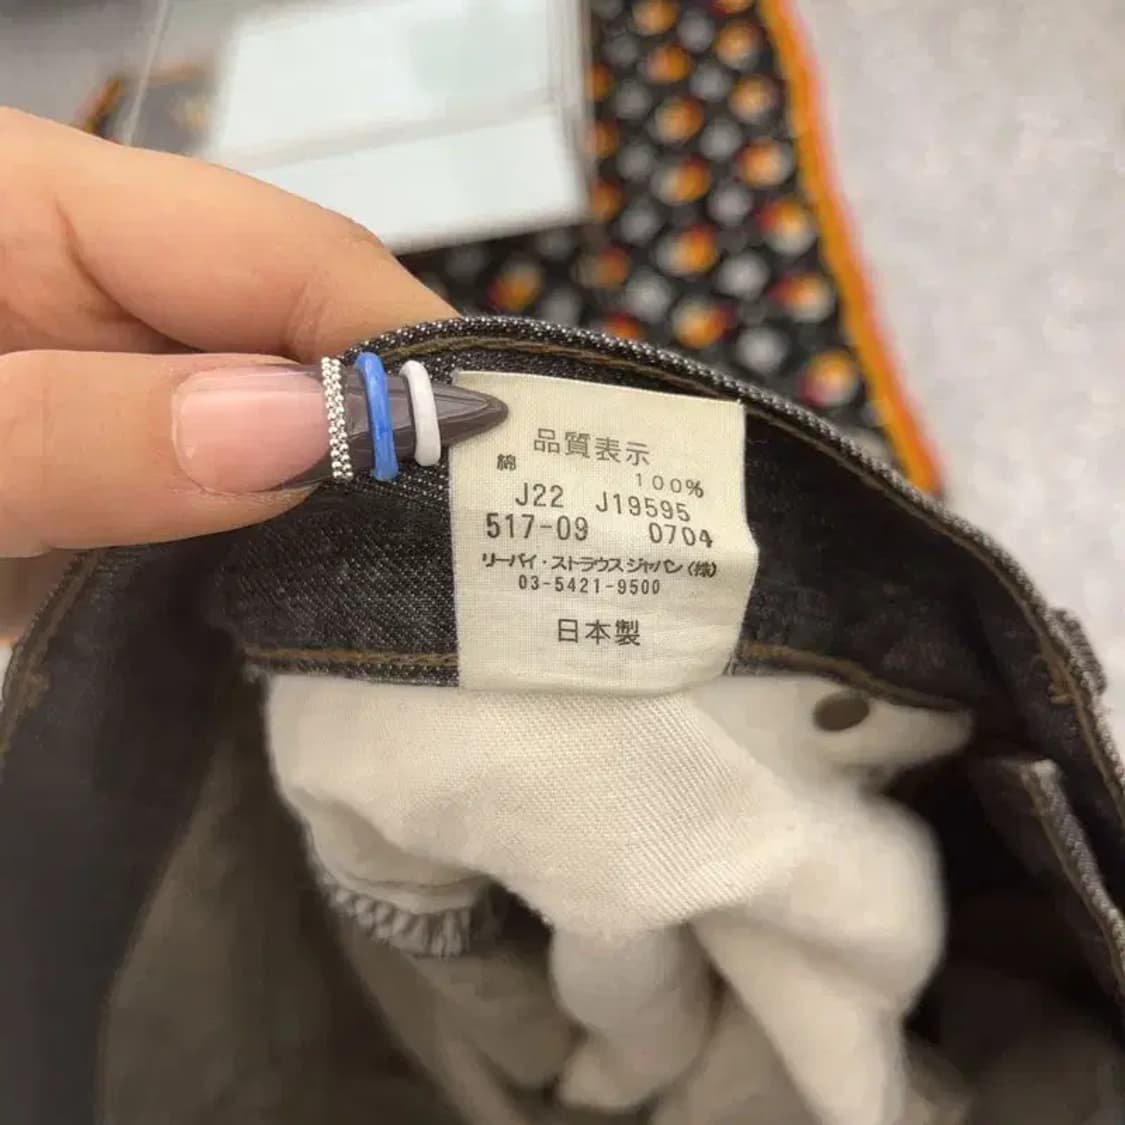 品質表示
綿
100%
J22 J19595
517-09 0704
リーバイ・ストラウス ジャパン(株)
03-5421-9500
日本製